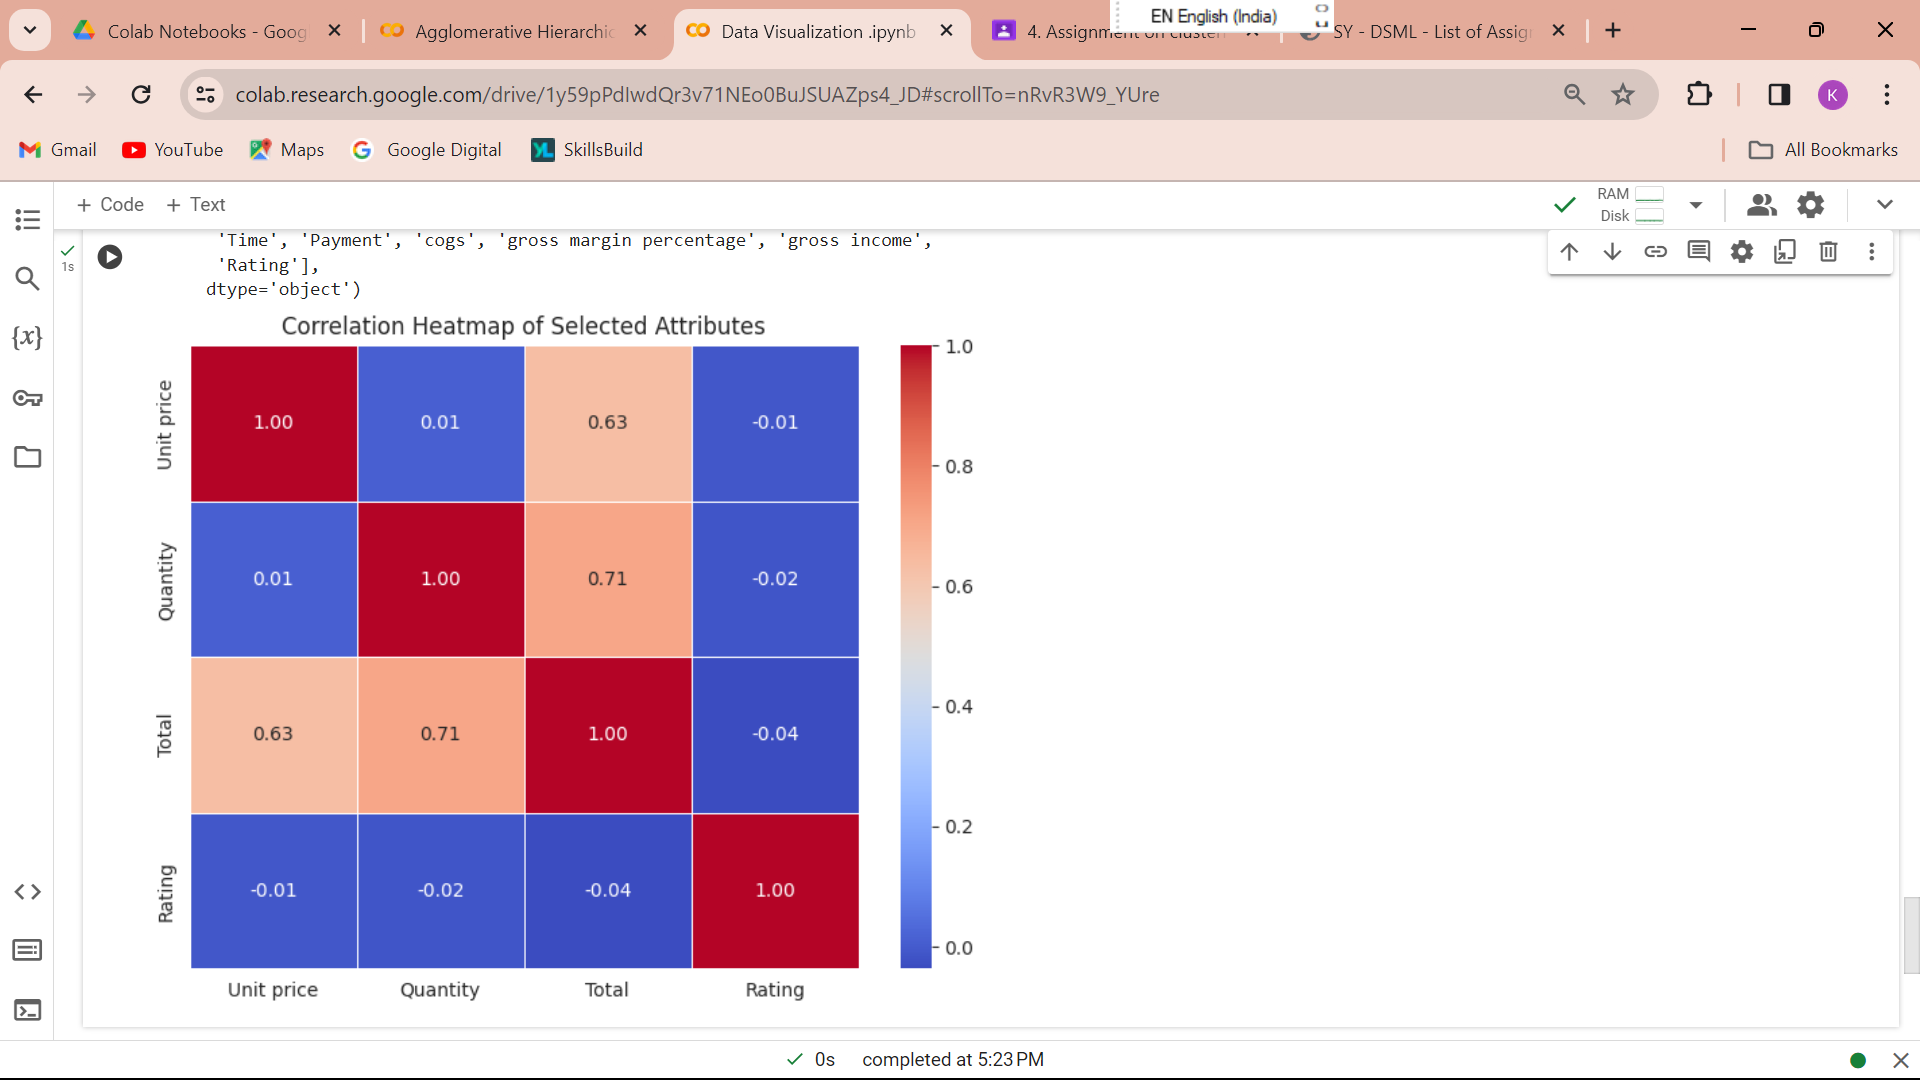 Colab Notebooks - Goog
Agglomerative Hierarchic
Data Visualization .ipynb
4. Assignment on Cluster
SY - DSML - List of Assig
EN English (India)
colab.research.google.com/drive/1y59pPdIwdQr3v71NEo0BuJSUAZps4_JD#scrollTo=nRvR3W9_YUre
K
Gmail
YouTube
Maps
Google Digital
SkillsBuild
All Bookmarks
+ Code
+ Text
RAM
Disk
1s
'Time', 'Payment', 'cogs', 'gross margin percentage', 'gross income',
'Rating'],
dtype='object')
Correlation Heatmap of Selected Attributes
Unit price 1.00 0.01 0.63 -0.01
Quantity 0.01 1.00 0.71 -0.02
Total 0.63 0.71 1.00 -0.04
Rating -0.01 -0.02 -0.04 1.00
Unit price Quantity Total Rating
1.0
0.8
0.6
0.4
0.2
0.0
0s completed at 5:23 PM